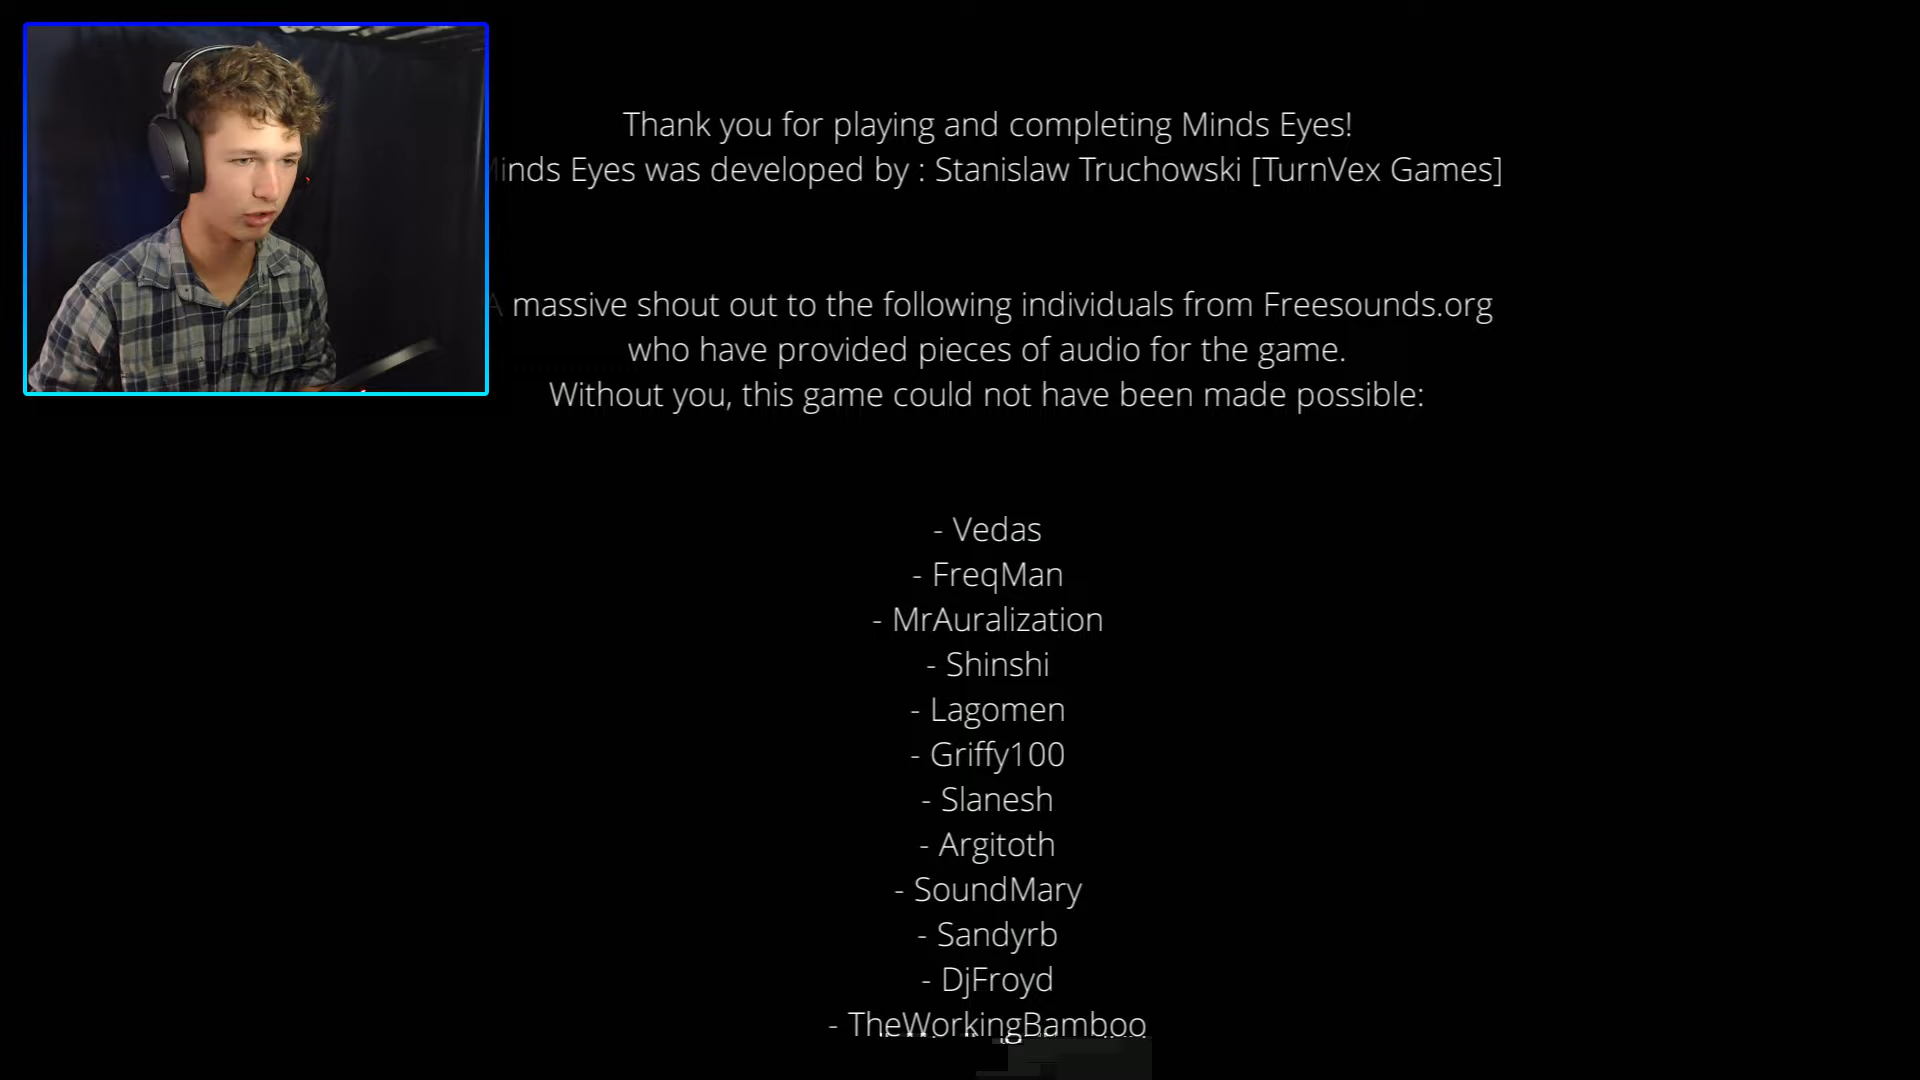 Thank you for playing and completing Minds Eyes!
inds Eyes was developed by : Stanislaw Truchowski [TurnVex Games]
A massive shout out to the following individuals from Freesounds.org
who have provided pieces of audio for the game.
Without you, this game could not have been made possible:
- Vedas
- FreqMan
- MrAuralization
- Shinshi
- Lagomen
- Griffy100
- Slanesh
- Argitoth
- SoundMary
- Sandyrb
- DjFroyd
- TheWorkingBamboo